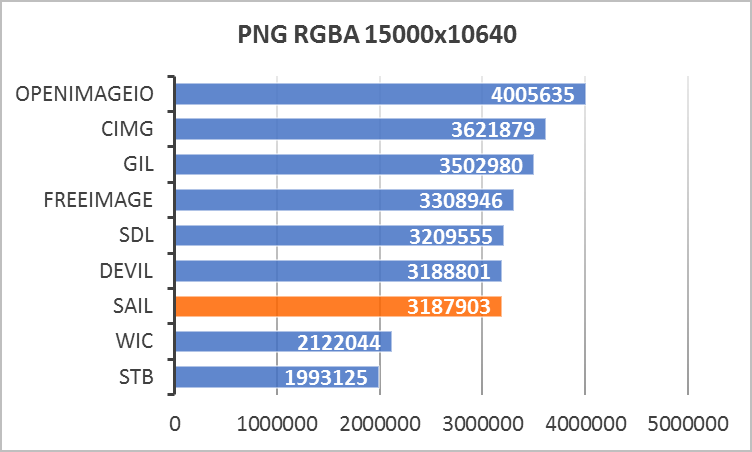 PNG RGBA 15000x10640
OPENIMAGEIO 4005635
CIMG 3621879
GIL 3502980
FREEIMAGE 3308946
SDL 3209555
DEVIL 3188801
SAIL 3187903
WIC 2122044
STB 1993125
0 1000000 2000000 3000000 4000000 5000000